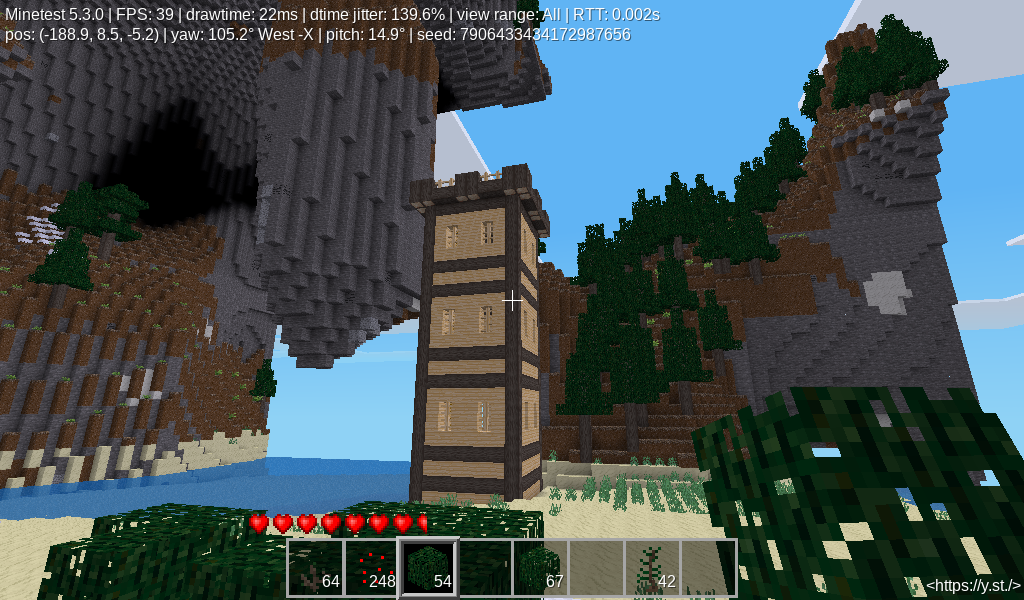 Minetest 5.3.0 | FPS: 39 | drawtime: 22ms | dtime jitter: 139.6% | view range: All | RTT: 0.002s
pos: (-188.9, 8.5, -5.2) | yaw: 105.2° West -X | pitch: 14.9° | seed: 7906433434172987656
64 248 54 67 42
<https://y.st./>